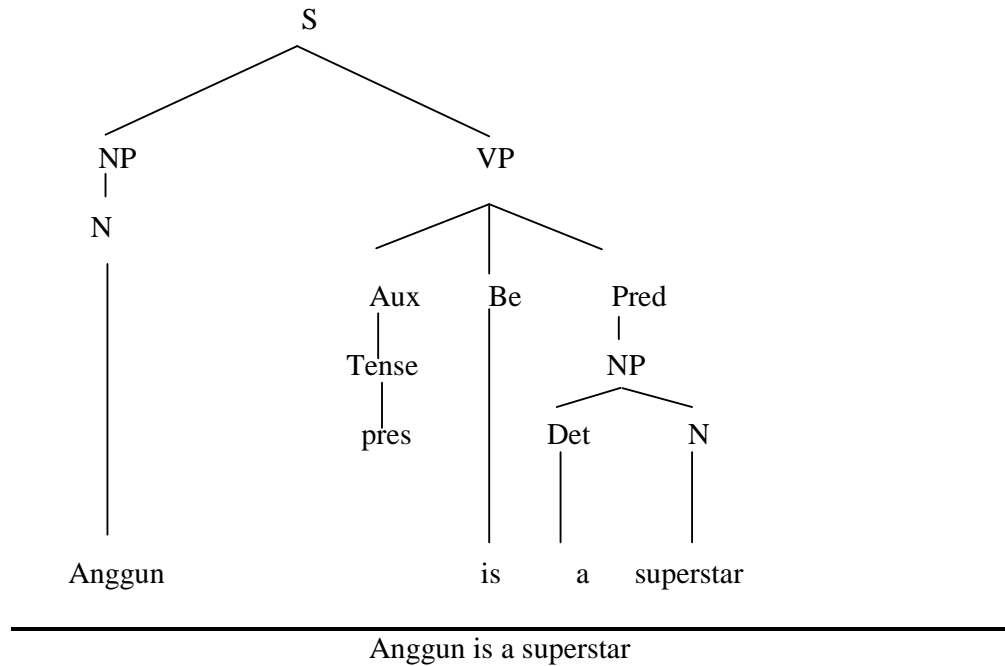 S
NP VP
N
Aux Be Pred
Tense NP
pres Det N
Anggun is a superstar
Anggun is a superstar